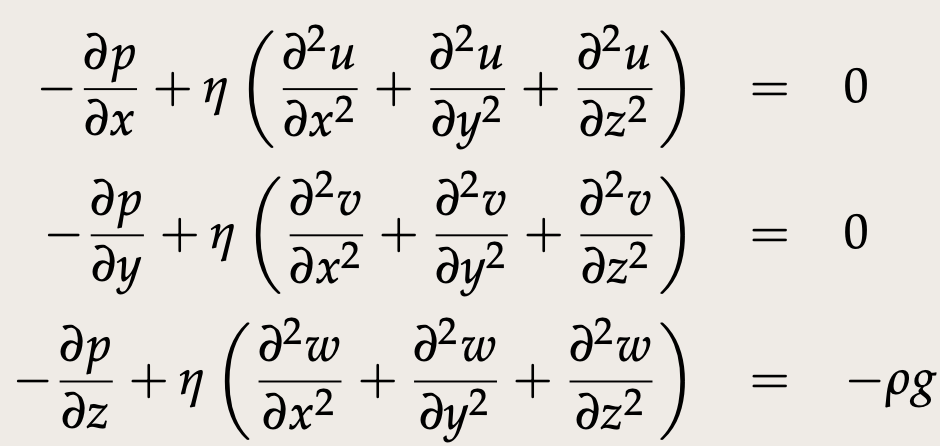 −∂p/∂x + η (∂²u/∂x² + ∂²u/∂y² + ∂²u/∂z²) = 0
−∂p/∂y + η (∂²v/∂x² + ∂²v/∂y² + ∂²v/∂z²) = 0
−∂p/∂z + η (∂²w/∂x² + ∂²w/∂y² + ∂²w/∂z²) = −ρg